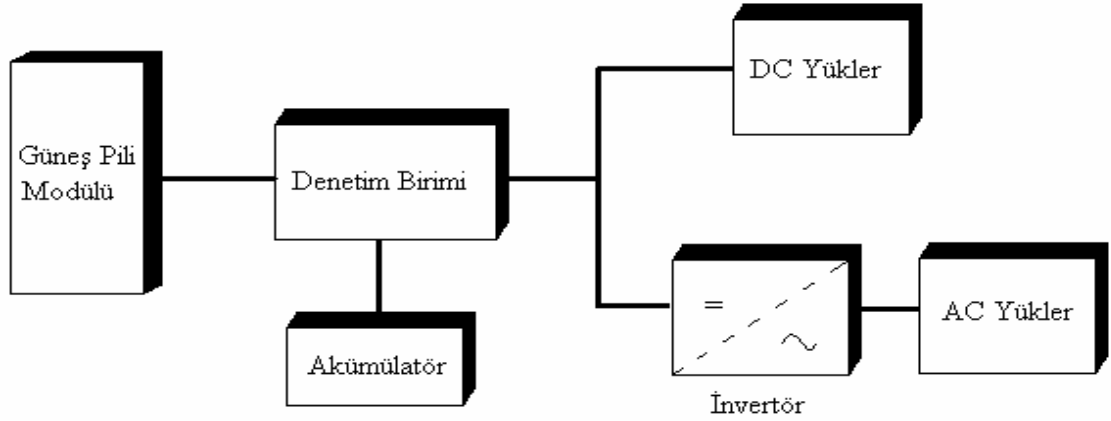 Güneş Pili
Modülü
Denetim Birimi
Akümülatör
DC Yükler
=
~
İnvertör
AC Yükler